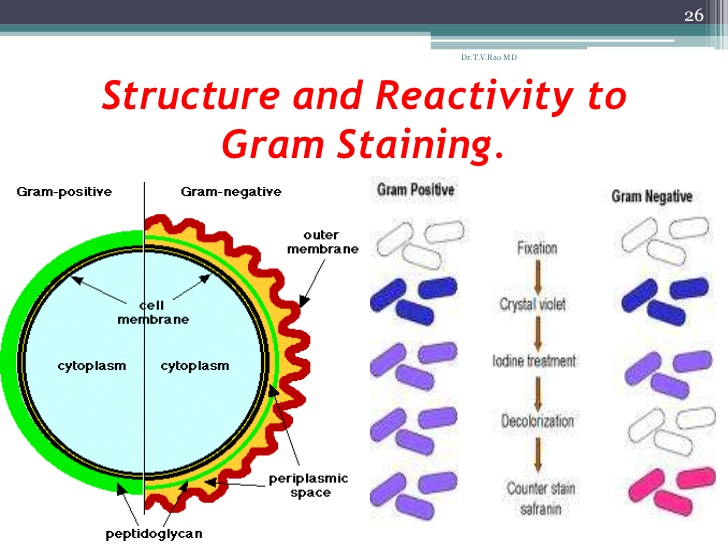 26
Dr.T.V.Rao MD
Structure and Reactivity to
Gram Staining.
Gram-positive
Gram-negative
outer
membrane
cell
membrane
cytoplasm
cytoplasm
periplasmic
space
peptidoglycan
Gram Positive
Gram Negative
Fixation
Crystal violet
Iodine treatment
Decolorization
Counter stain
safranin